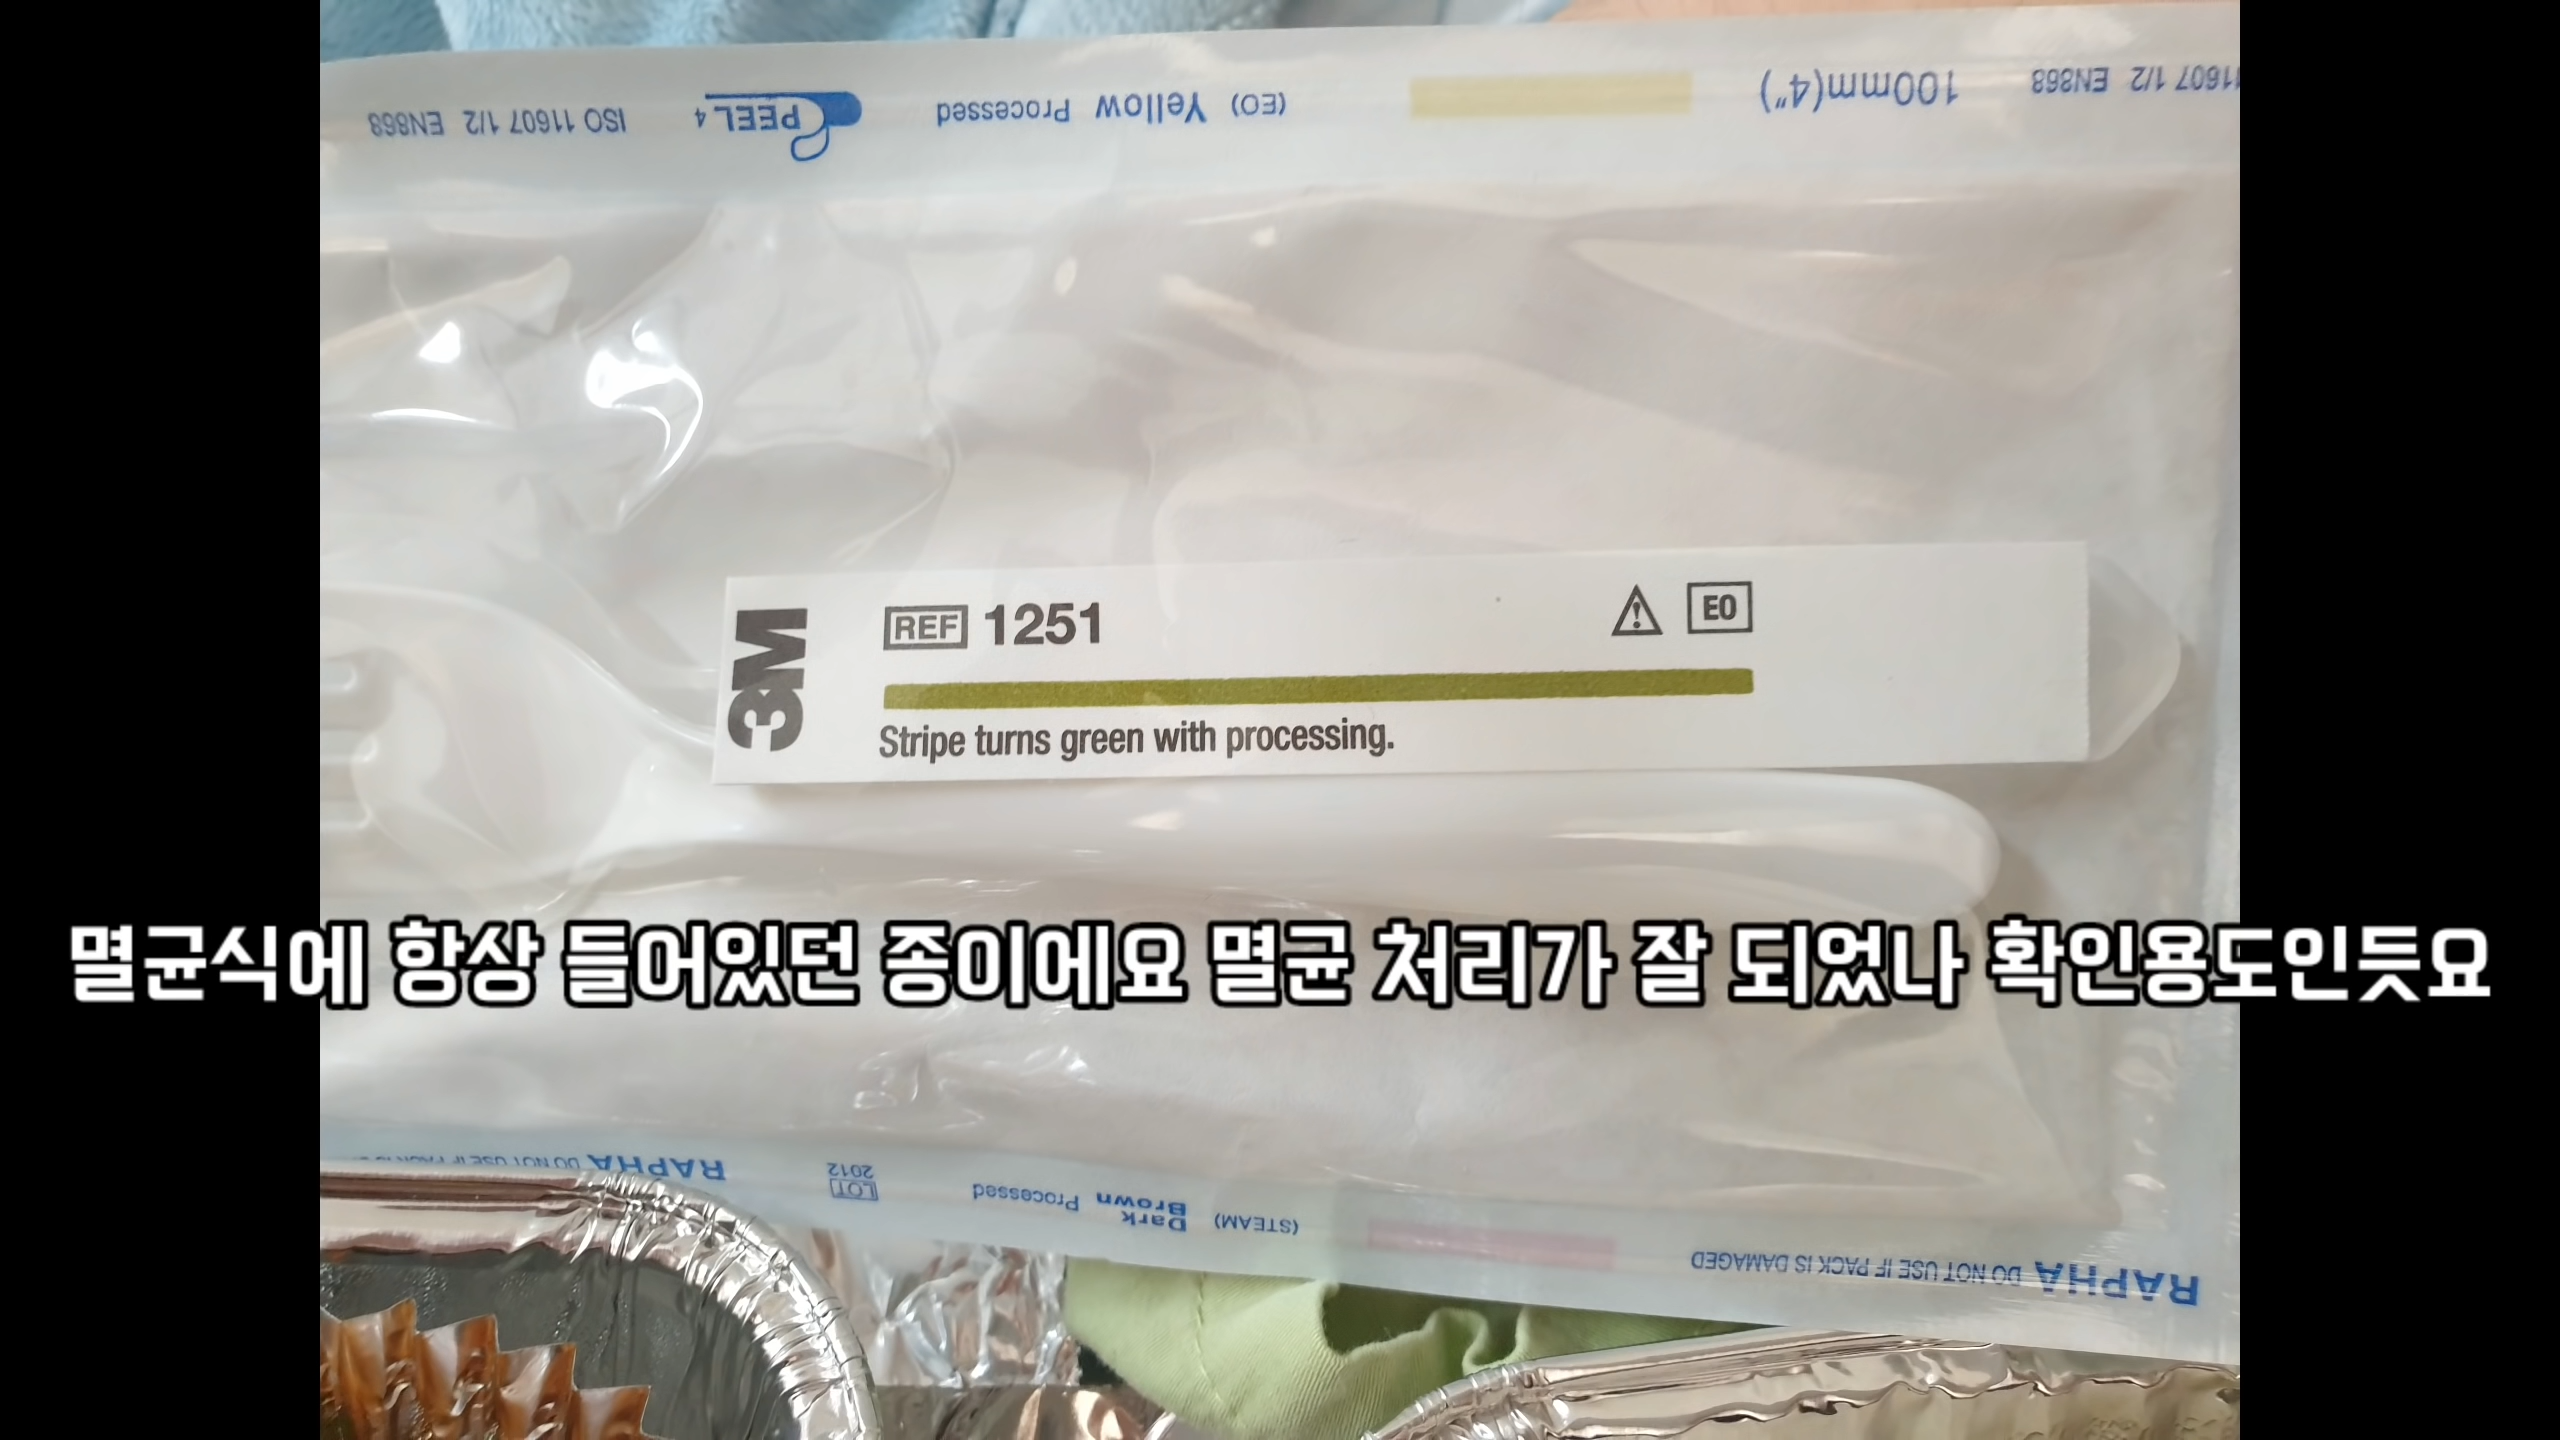 ISO 11607 1/2 EN868
PEEL 4
(EO) Yellow Processed
100mm(4")
11607 1/2 EN868
3M
REF 1251
EO
Stripe turns green with processing.
멸균식에 항상 들어있던 종이에요 멸균 처리가 잘 되었나 확인용도인듯요
RAPHA DO NOT USE IF PACK IS
LOT 2012
(STEAM) Dark Brown Processed
RAPHA DO NOT USE IF PACK IS DAMAGED